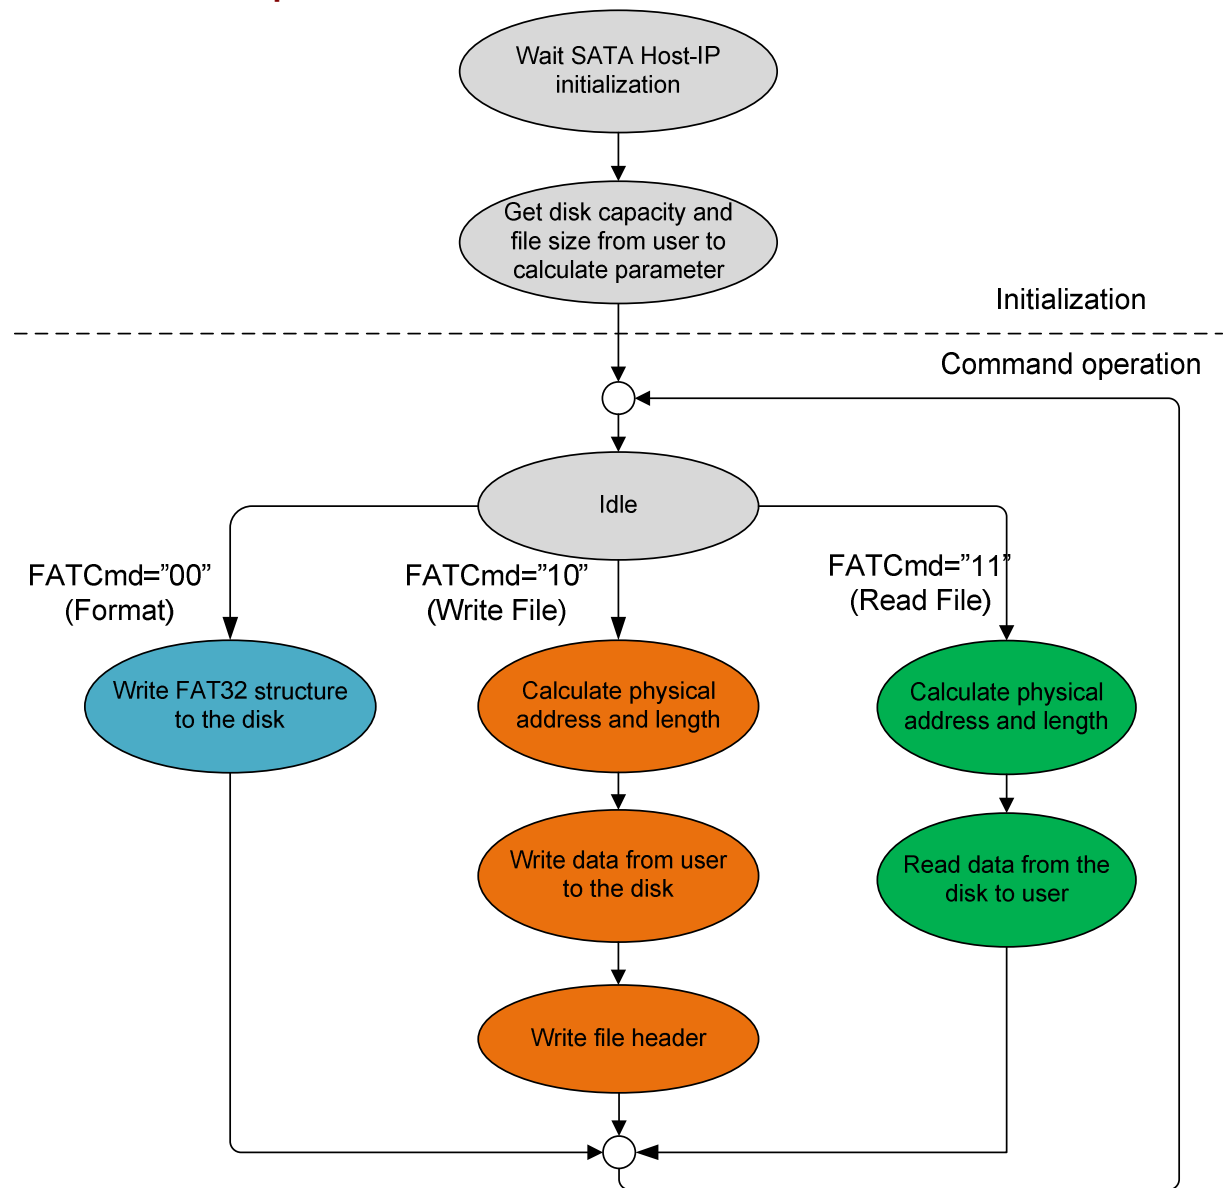 Wait SATA Host-IP
initialization
Get disk capacity and
file size from user to
calculate parameter
Initialization
Command operation
Idle
FATCmd=”00”
(Format)
FATCmd=”10”
(Write File)
FATCmd=”11”
(Read File)
Write FAT32 structure
to the disk
Calculate physical
address and length
Calculate physical
address and length
Write data from user
to the disk
Read data from the
disk to user
Write file header